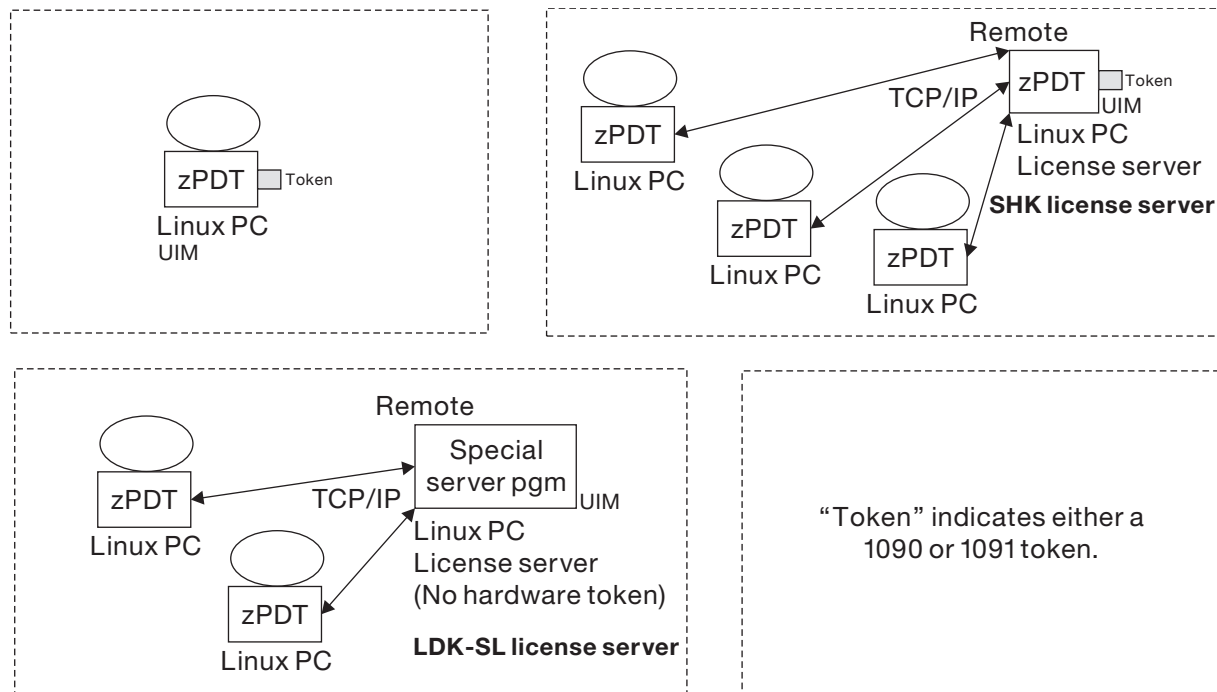 zPDT
Token
Linux PC
UIM
Remote
zPDT
Token
TCP/IP
UIM
zPDT
Linux PC
Linux PC
License server
SHK license server
zPDT
Linux PC
zPDT
Linux PC
Remote
Special
server pgm
UIM
zPDT
TCP/IP
Linux PC
Linux PC
License server
(No hardware token)
zPDT
LDK-SL license server
Linux PC
“Token” indicates either a
1090 or 1091 token.